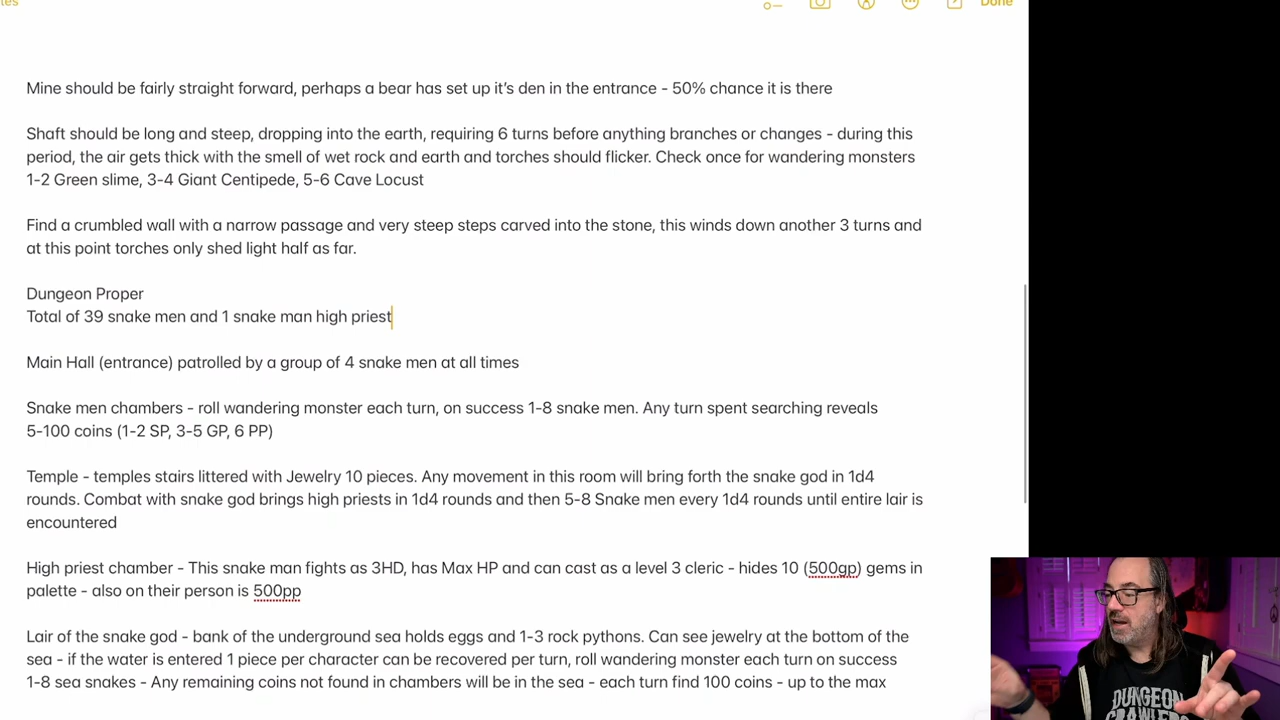 tes
Done
Mine should be fairly straight forward, perhaps a bear has set up it's den in the entrance - 50% chance it is there
Shaft should be long and steep, dropping into the earth, requiring 6 turns before anything branches or changes - during this
period, the air gets thick with the smell of wet rock and earth and torches should flicker. Check once for wandering monsters
1-2 Green slime, 3-4 Giant Centipede, 5-6 Cave Locust
Find a crumbled wall with a narrow passage and very steep steps carved into the stone, this winds down another 3 turns and
at this point torches only shed light half as far.
Dungeon Proper
Total of 39 snake men and 1 snake man high priest
Main Hall (entrance) patrolled by a group of 4 snake men at all times
Snake men chambers - roll wandering monster each turn, on success 1-8 snake men. Any turn spent searching reveals
5-100 coins (1-2 SP, 3-5 GP, 6 PP)
Temple - temples stairs littered with Jewelry 10 pieces. Any movement in this room will bring forth the snake god in 1d4
rounds. Combat with snake god brings high priests in 1d4 rounds and then 5-8 Snake men every 1d4 rounds until entire lair is
encountered
High priest chamber - This snake man fights as 3HD, has Max HP and can cast as a level 3 cleric - hides 10 (500gp) gems in
palette - also on their person is 500pp
Lair of the snake god - bank of the underground sea holds eggs and 1-3 rock pythons. Can see jewelry at the bottom of the
sea - if the water is entered 1 piece per character can be recovered per turn, roll wandering monster each turn on success
1-8 sea snakes - Any remaining coins not found in chambers will be in the sea - each turn find 100 coins - up to the max
DUNGEON
CRAWLERS